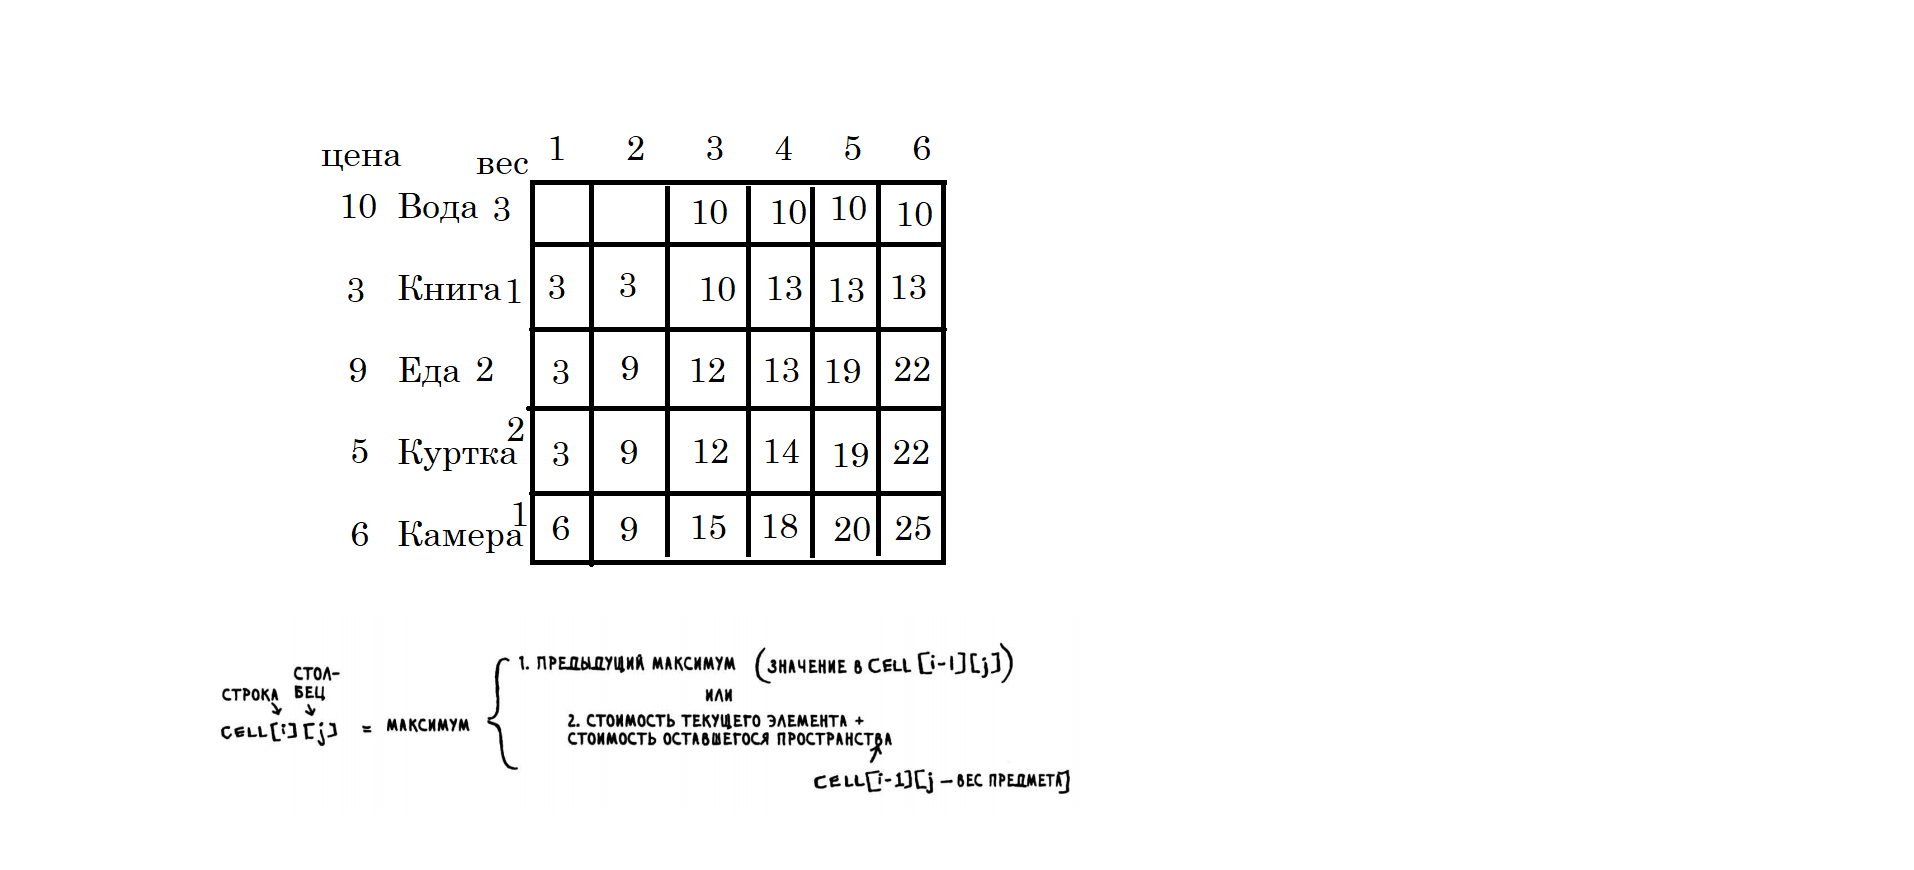 цена вес 1 2 3 4 5 6
10 Вода 3 10 10 10 10
3 Книга 1 3 3 10 13 13 13
9 Еда 2 3 9 12 13 19 22
5 Куртка 2 3 9 12 14 19 22
6 Камера 1 6 9 15 18 20 25
1. ПРЕДЫДУЩИЙ МАКСИМУМ (ЗНАЧЕНИЕ В CELL [i-1][j])
ИЛИ
2. СТОИМОСТЬ ТЕКУЩЕГО ЭЛЕМЕНТА +
СТОИМОСТЬ ОСТАВШЕГОСЯ ПРОСТРАНСТВА
CELL[i-1][j - ВЕС ПРЕДМЕТА]
СТРОКА
СТОЛ-
БЕЦ
CELL[i][j] = МАКСИМУМ